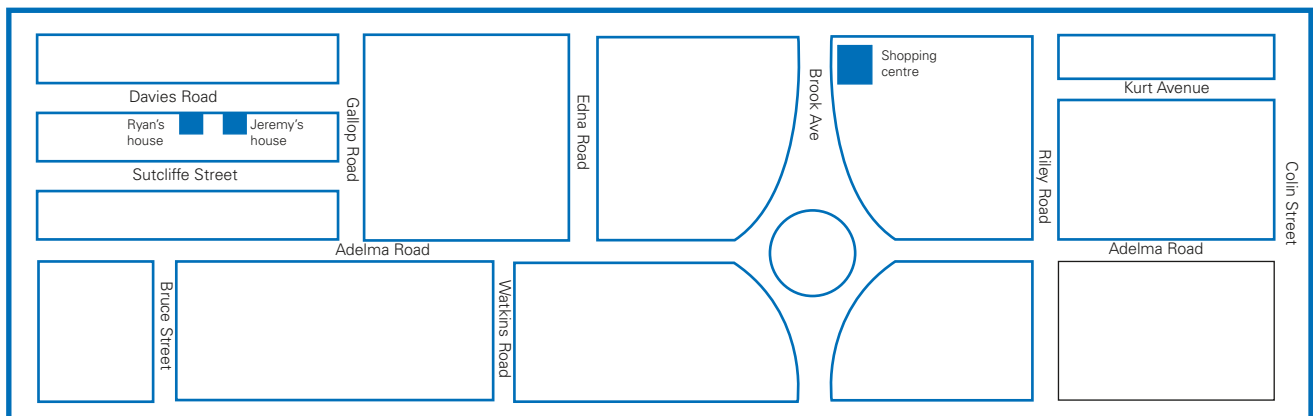 Shopping
centre
Davies Road
Kurt Avenue
Gallop Road
Edna Road
Brook Ave
Ryan's
house
Jeremy's
house
Sutcliffe Street
Riley Road
Colin Street
Adelma Road
Adelma Road
Bruce Street
Watkins Road